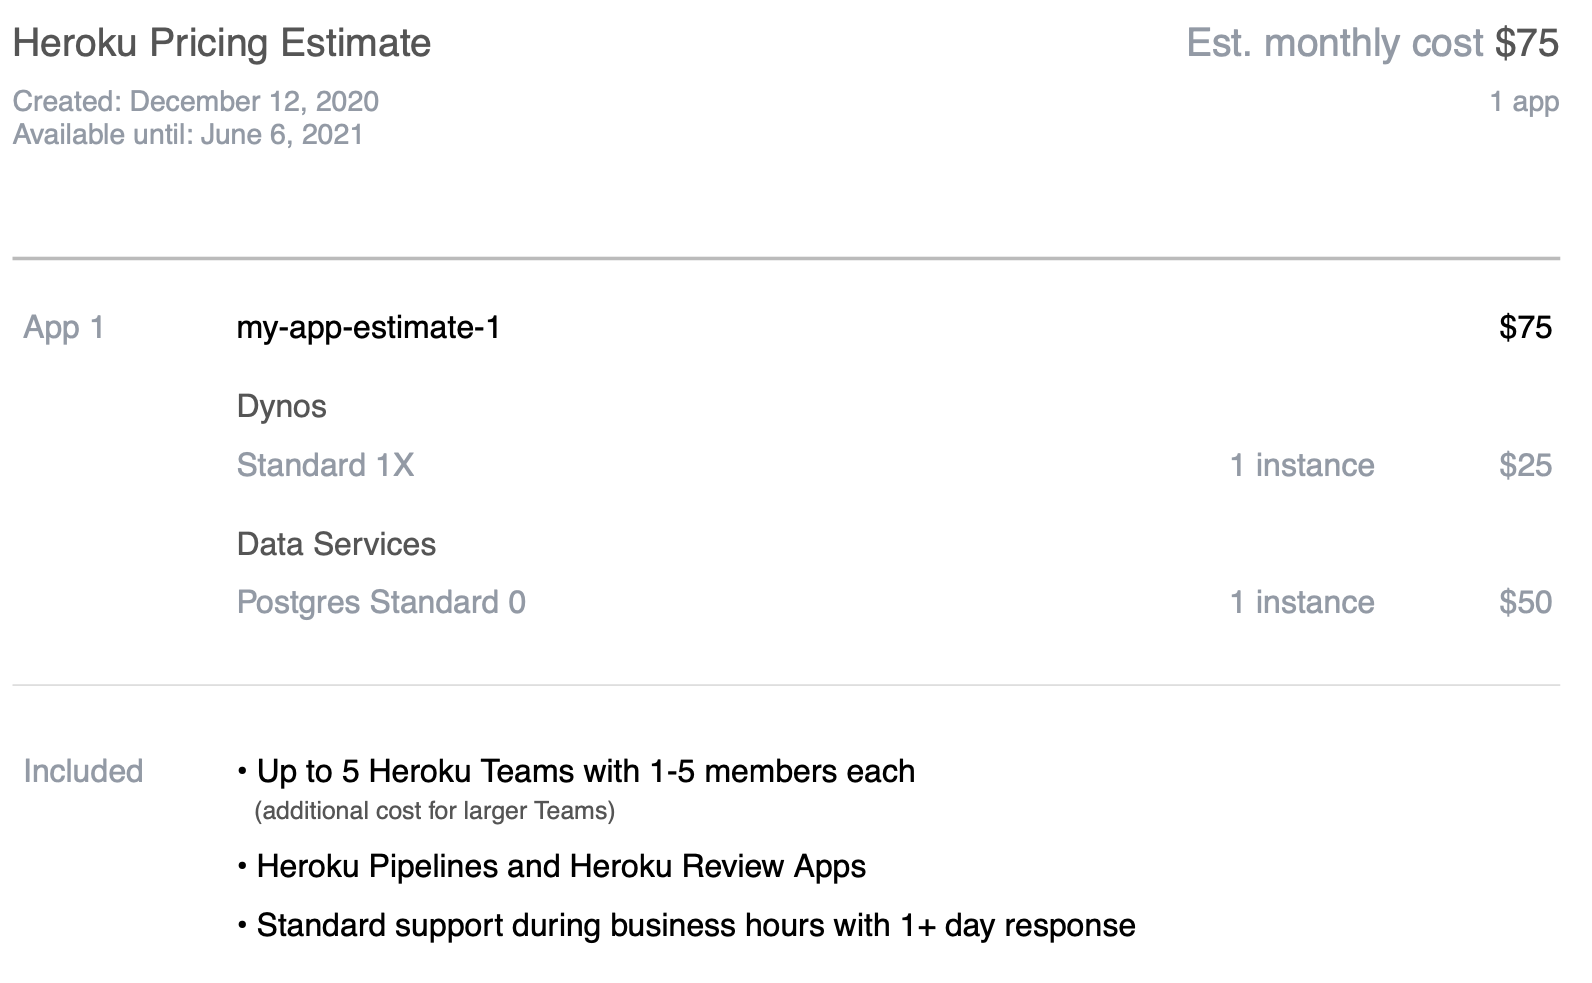 Heroku Pricing Estimate
Est. monthly cost $75
Created: December 12, 2020
1 app
Available until: June 6, 2021
App 1 my-app-estimate-1 $75
Dynos
Standard 1X 1 instance $25
Data Services
Postgres Standard 0 1 instance $50
Included
• Up to 5 Heroku Teams with 1-5 members each
(additional cost for larger Teams)
• Heroku Pipelines and Heroku Review Apps
• Standard support during business hours with 1+ day response